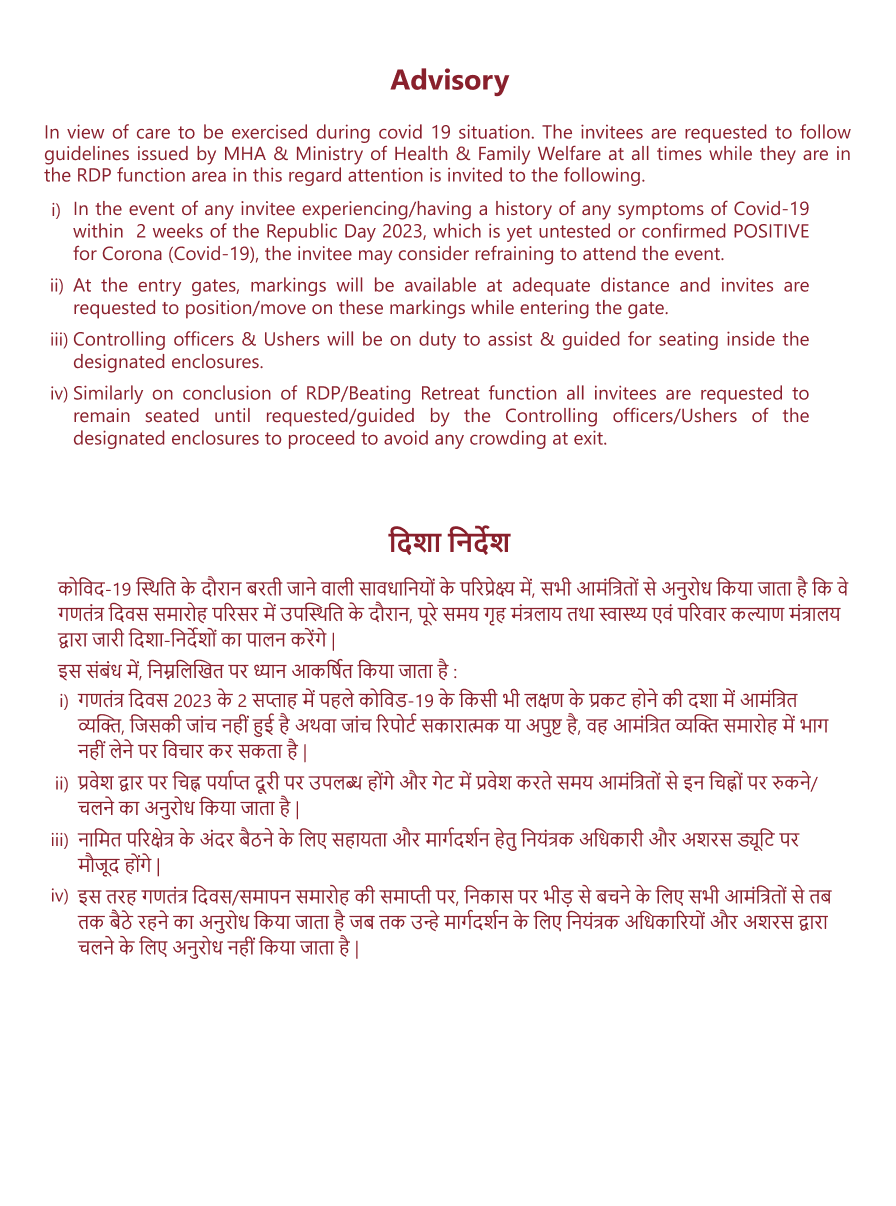 Advisory
In view of care to be exercised during covid 19 situation. The invitees are requested to follow
guidelines issued by MHA & Ministry of Health & Family Welfare at all times while they are in
the RDP function area in this regard attention is invited to the following.
i) In the event of any invitee experiencing/having a history of any symptoms of Covid-19
within 2 weeks of the Republic Day 2023, which is yet untested or confirmed POSITIVE
for Corona (Covid-19), the invitee may consider refraining to attend the event.
ii) At the entry gates, markings will be available at adequate distance and invites are
requested to position/move on these markings while entering the gate.
iii) Controlling officers & Ushers will be on duty to assist & guided for seating inside the
designated enclosures.
iv) Similarly on conclusion of RDP/Beating Retreat function all invitees are requested to
remain seated until requested/guided by the Controlling officers/Ushers of the
designated enclosures to proceed to avoid any crowding at exit.
दिशा निर्देश
कोविद-19 स्थिति के दौरान बरती जाने वाली सावधानियों के परिप्रेक्ष्य में, सभी आमंत्रितों से अनुरोध किया जाता है कि वे
गणतंत्र दिवस समारोह परिसर में उपस्थिति के दौरान, पूरे समय गृह मंत्रलाय तथा स्वास्थ्य एवं परिवार कल्याण मंत्रालय
द्वारा जारी दिशा-निर्देशों का पालन करेंगे |
इस संबंध में, निम्नलिखित पर ध्यान आकर्षित किया जाता है :
i) गणतंत्र दिवस 2023 के 2 सप्ताह में पहले कोविड-19 के किसी भी लक्षण के प्रकट होने की दशा में आमंत्रित
व्यक्ति, जिसकी जांच नहीं हुई है अथवा जांच रिपोर्ट सकारात्मक या अपुष्ट है, वह आमंत्रित व्यक्ति समारोह में भाग
नहीं लेने पर विचार कर सकता है |
ii) प्रवेश द्वार पर चिह्न पर्याप्त दूरी पर उपलब्ध होंगे और गेट में प्रवेश करते समय आमंत्रितों से इन चिह्नों पर रुकने/
चलने का अनुरोध किया जाता है |
iii) नामित परिक्षेत्र के अंदर बैठने के लिए सहायता और मार्गदर्शन हेतु नियंत्रक अधिकारी और अशरस ड्यूटि पर
मौजूद होंगे |
iv) इस तरह गणतंत्र दिवस/समापन समारोह की समाप्ती पर, निकास पर भीड़ से बचने के लिए सभी आमंत्रितों से तब
तक बैठे रहने का अनुरोध किया जाता है जब तक उन्हे मार्गदर्शन के लिए नियंत्रक अधिकारियों और अशरस द्वारा
चलने के लिए अनुरोध नहीं किया जाता है |